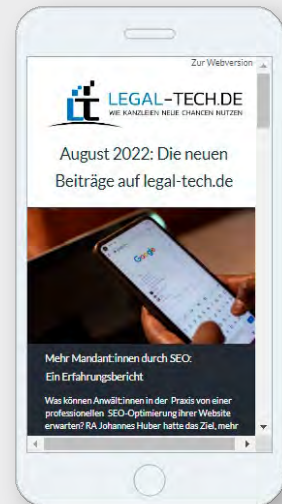 Zur Webversion
LEGAL-TECH.DE
WIE KANZLEIEN NEUE CHANCEN NUTZEN
August 2022: Die neuen
Beiträge auf legal-tech.de
Google
Mehr Mandant:innen durch SEO:
Ein Erfahrungsbericht
Was können Anwält:innen in der Praxis von einer
professionellen SEO-Optimierung ihrer Website
erwarten? RA Johannes Huber hatte das Ziel, mehr